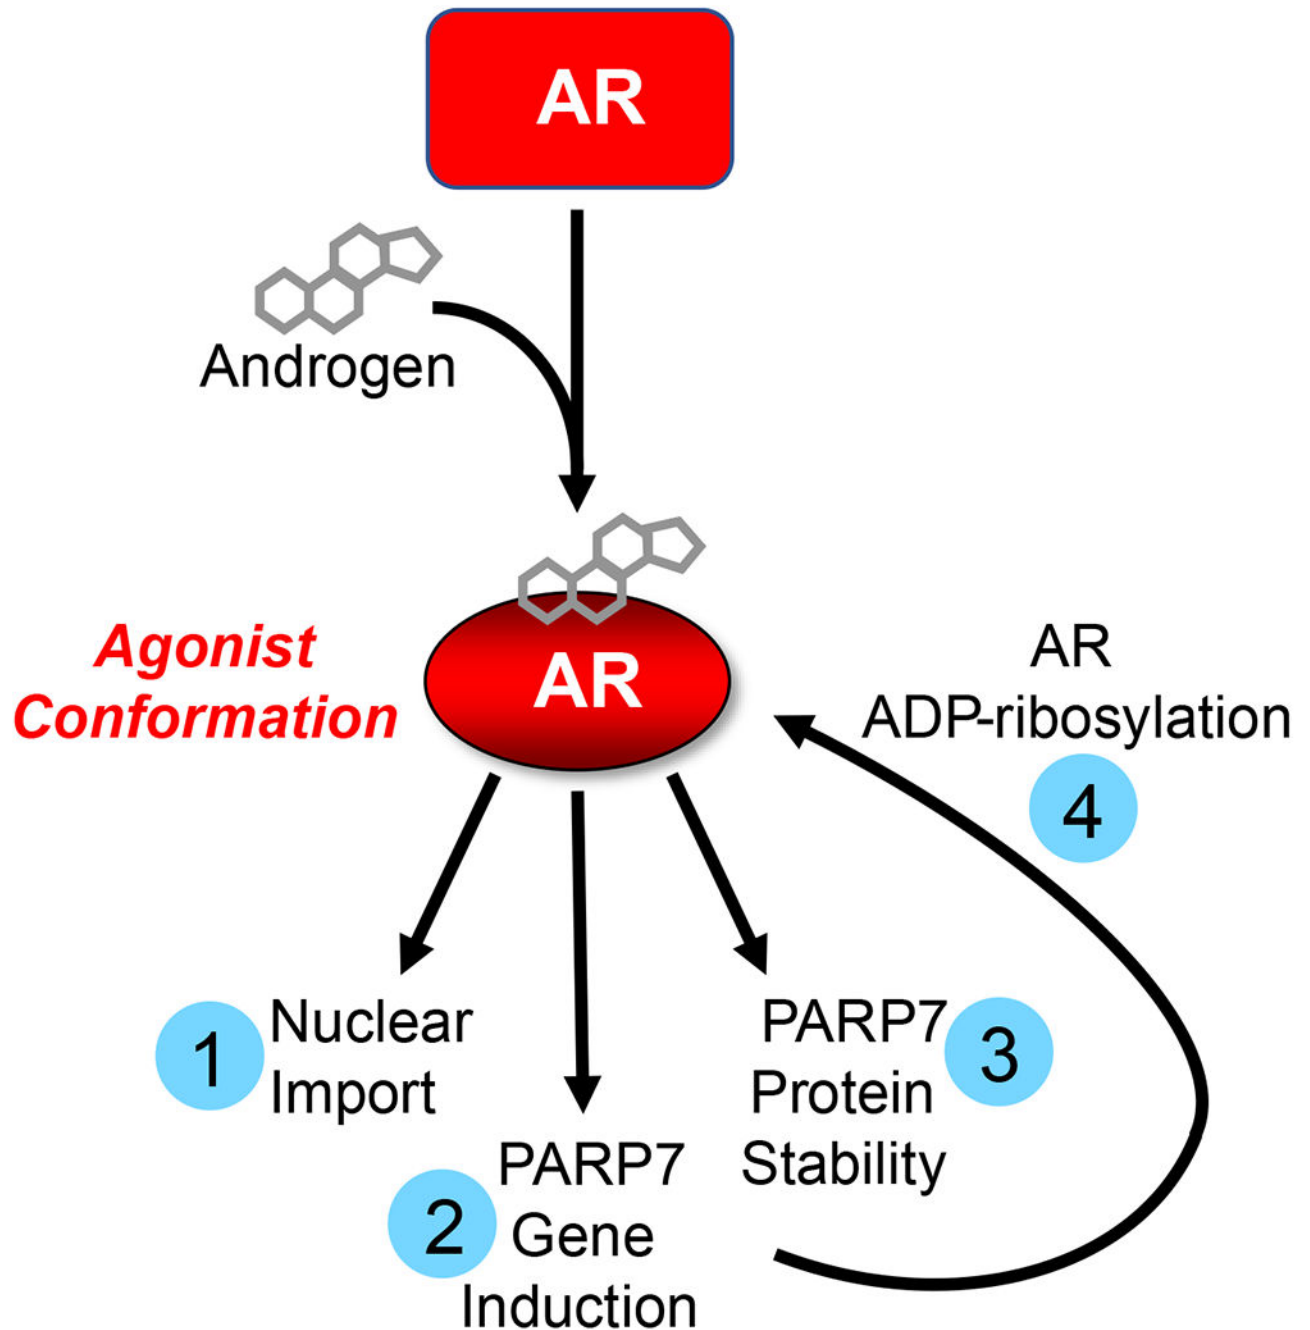 AR
Androgen
Agonist
Conformation
AR
AR
ADP-ribosylation
4
1
Nuclear
Import
PARP7
Protein
Stability
3
2
PARP7
Gene
Induction